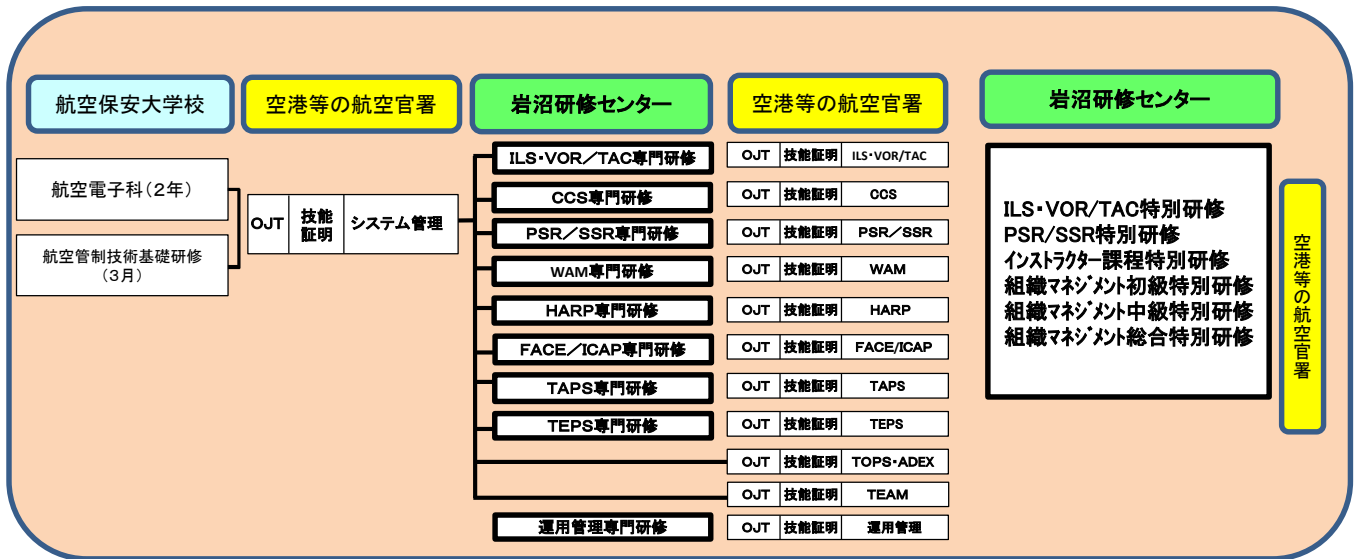 航空保安大学校
空港等の航空官署
岩沼研修センター
空港等の航空官署
岩沼研修センター
航空電子科(2年)
航空管制技術基礎研修
(3月)
OJT
技能
証明
システム管理
ILS・VOR/TAC専門研修
OJT 技能証明 ILS・VOR/TAC
CCS専門研修
OJT 技能証明 CCS
PSR/SSR専門研修
OJT 技能証明 PSR/SSR
WAM専門研修
OJT 技能証明 WAM
HARP専門研修
OJT 技能証明 HARP
FACE/ICAP専門研修
OJT 技能証明 FACE/ICAP
TAPS専門研修
OJT 技能証明 TAPS
TEPS専門研修
OJT 技能証明 TEPS
OJT 技能証明 TOPS・ADEX
OJT 技能証明 TEAM
運用管理専門研修
OJT 技能証明 運用管理
ILS・VOR/TAC特別研修
PSR/SSR特別研修
インストラクター課程特別研修
組織マネジメント初級特別研修
組織マネジメント中級特別研修
組織マネジメント総合特別研修
空港等の航空官署